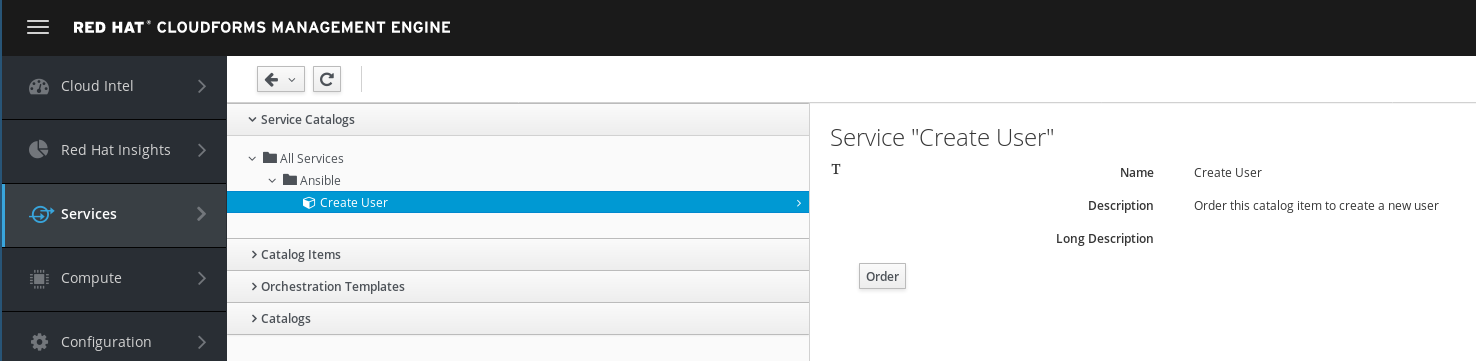 RED HAT® CLOUDFORMS MANAGEMENT ENGINE
Cloud Intel
Red Hat Insights
Services
Compute
Configuration
Service Catalogs
All Services
Ansible
Create User
Catalog Items
Orchestration Templates
Catalogs
Service "Create User"
T
Name Create User
Description Order this catalog item to create a new user
Long Description
Order